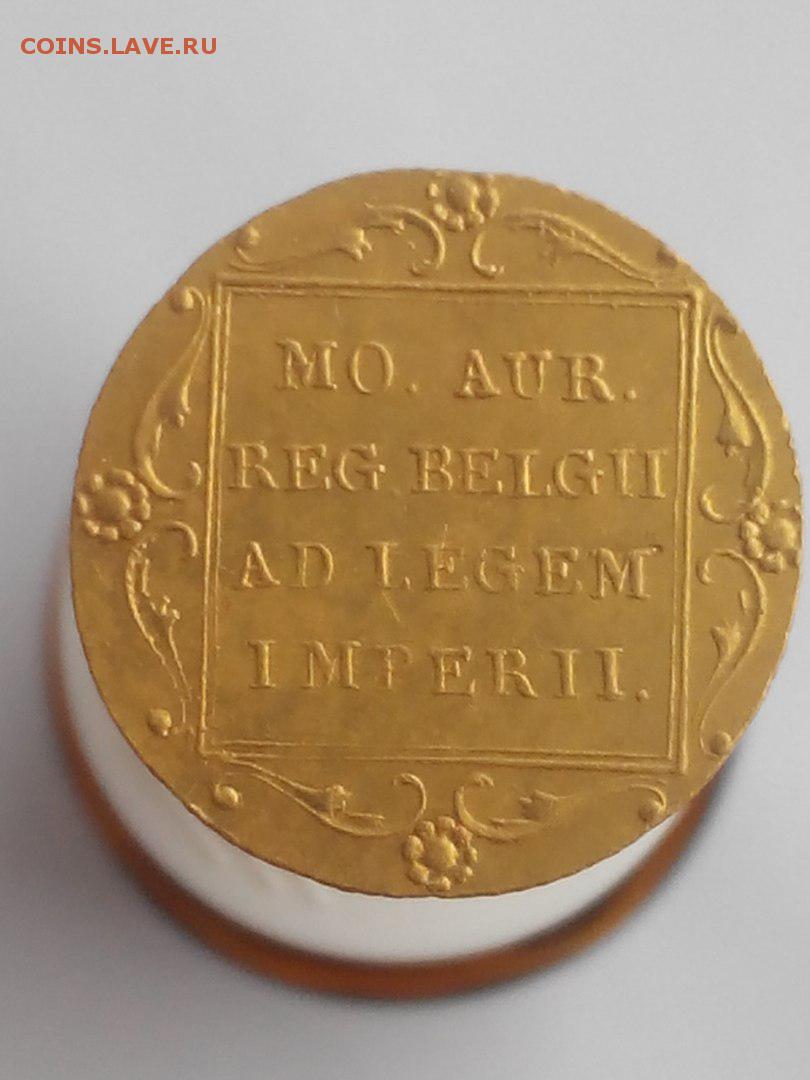 COINS.LAVE.RU
MO. AUR.
REG BELGII
AD LEGEM
IMPERII.